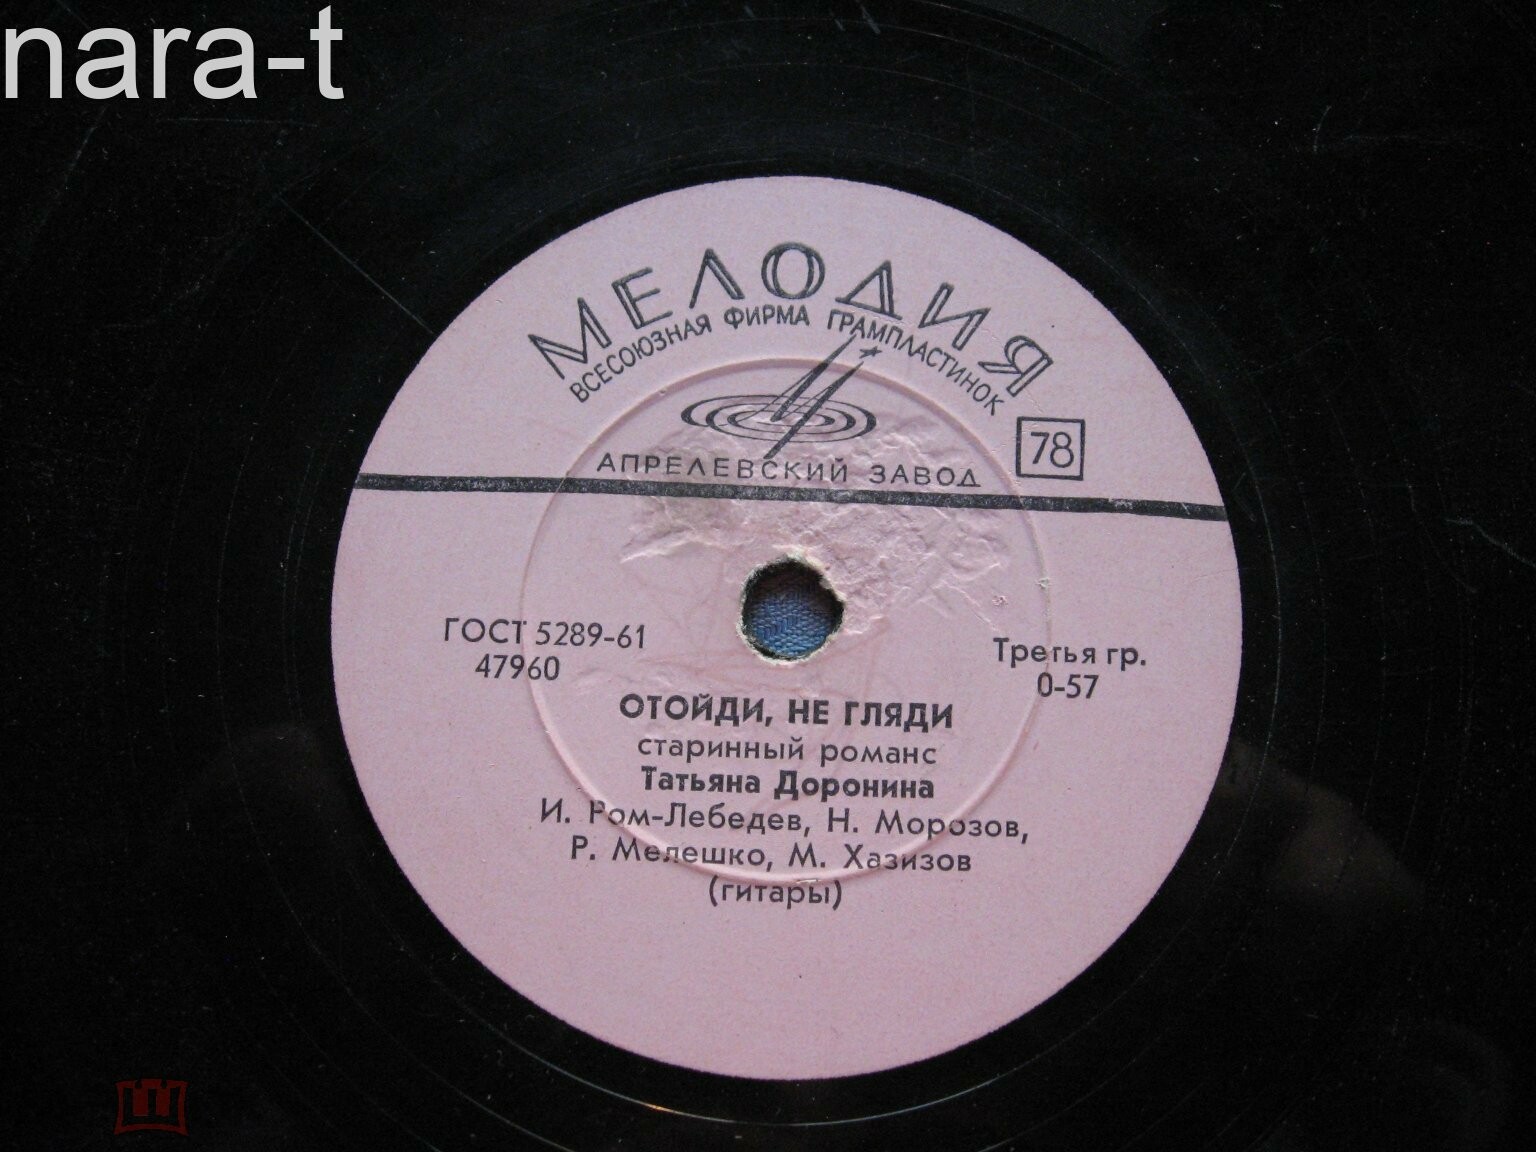 nara-t
МЕЛОДИЯ
ВСЕСОЮЗНАЯ ФИРМА ГРАМПЛАСТИНОК
78
АПРЕЛЕВСКИЙ ЗАВОД
ГОСТ 5289-61
47960
Третья гр.
0-57
ОТОЙДИ, НЕ ГЛЯДИ
старинный романс
Татьяна Доронина
И. Ром-Лебедев, Н. Морозов,
Р. Мелешко, М. Хазизов
(гитары)